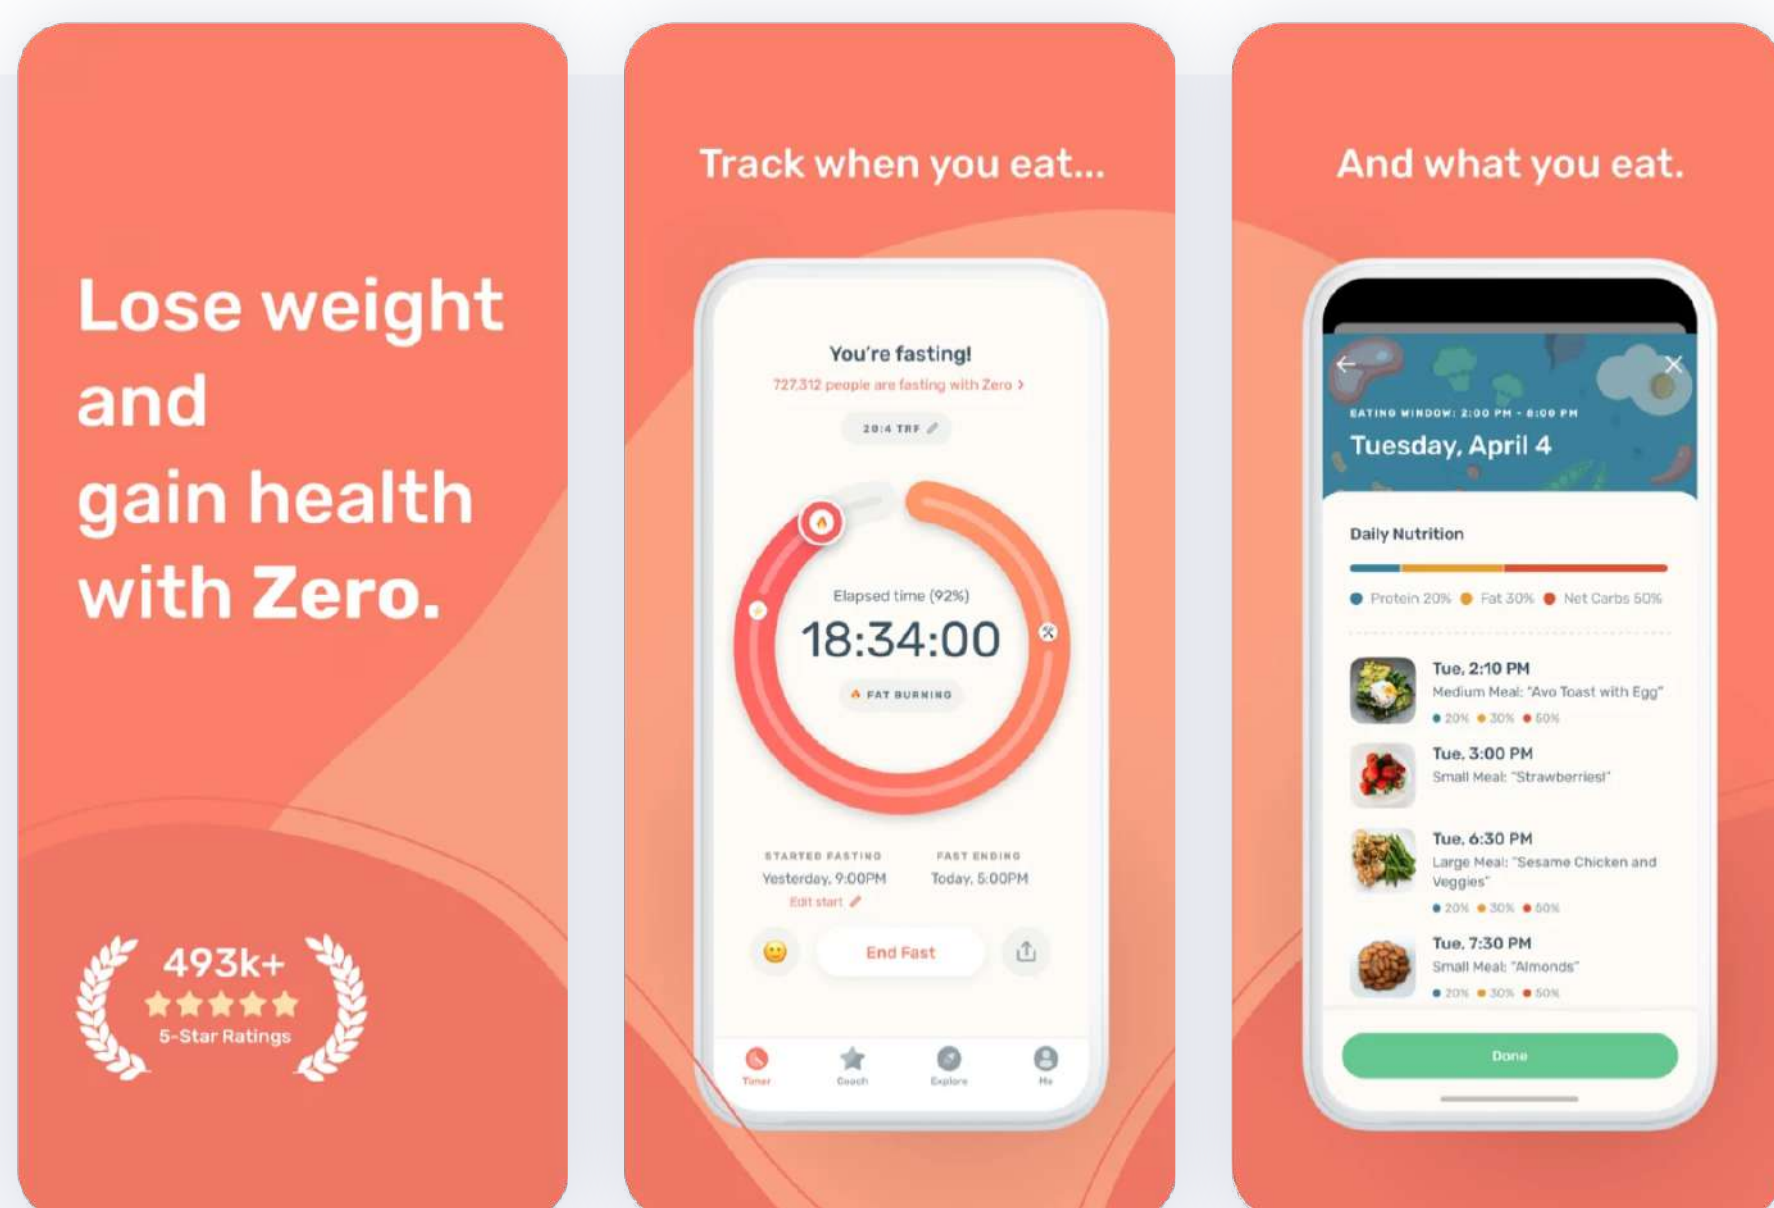 Lose weight
and
gain health
with Zero.
493k+
5-Star Ratings
Track when you eat...
You're fasting!
727,312 people are fasting with Zero >
20:4 TRF
Elapsed time (92%)
18:34:00
FAT BURNING
STARTED FASTING
Yesterday, 9:00PM
Edit start
FAST ENDING
Today, 5:00PM
End Fast
Timer
Coach
Explore
Me
And what you eat.
EATING WINDOW: 2:00 PM - 8:00 PM
Tuesday, April 4
Daily Nutrition
Protein 20% Fat 30% Net Carbs 50%
Tue, 2:10 PM
Medium Meal: "Avo Toast with Egg"
20% 30% 50%
Tue, 3:00 PM
Small Meal: "Strawberries!"
Tue, 6:30 PM
Large Meal: "Sesame Chicken and
Veggies"
20% 30% 50%
Tue, 7:30 PM
Small Meal: "Almonds"
20% 30% 50%
Done